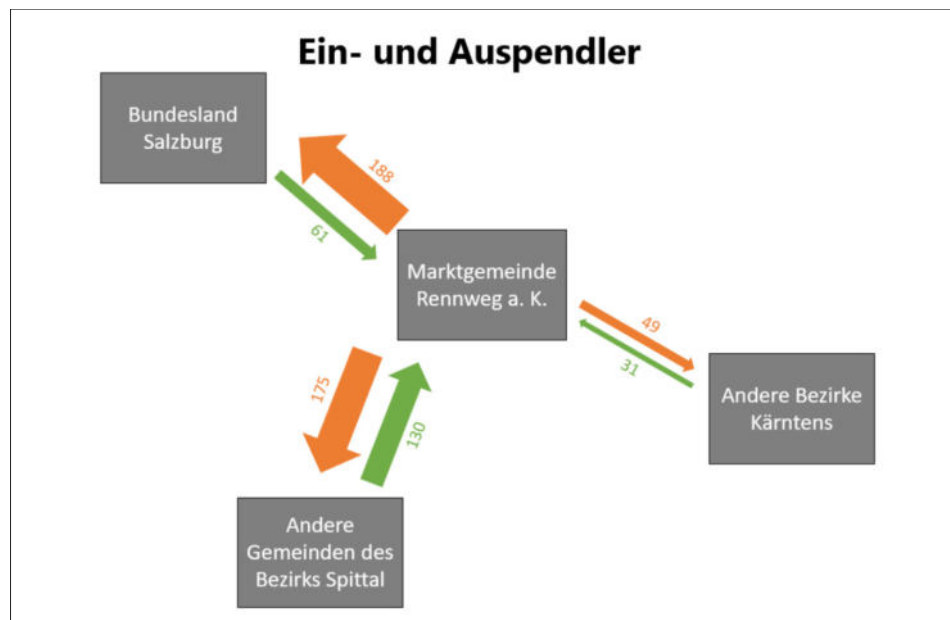 Ein- und Auspendler
Bundesland
Salzburg
188
61
Marktgemeinde
Rennweg a. K.
49
31
175
130
Andere Bezirke
Kärntens
Andere
Gemeinden des
Bezirks Spittal